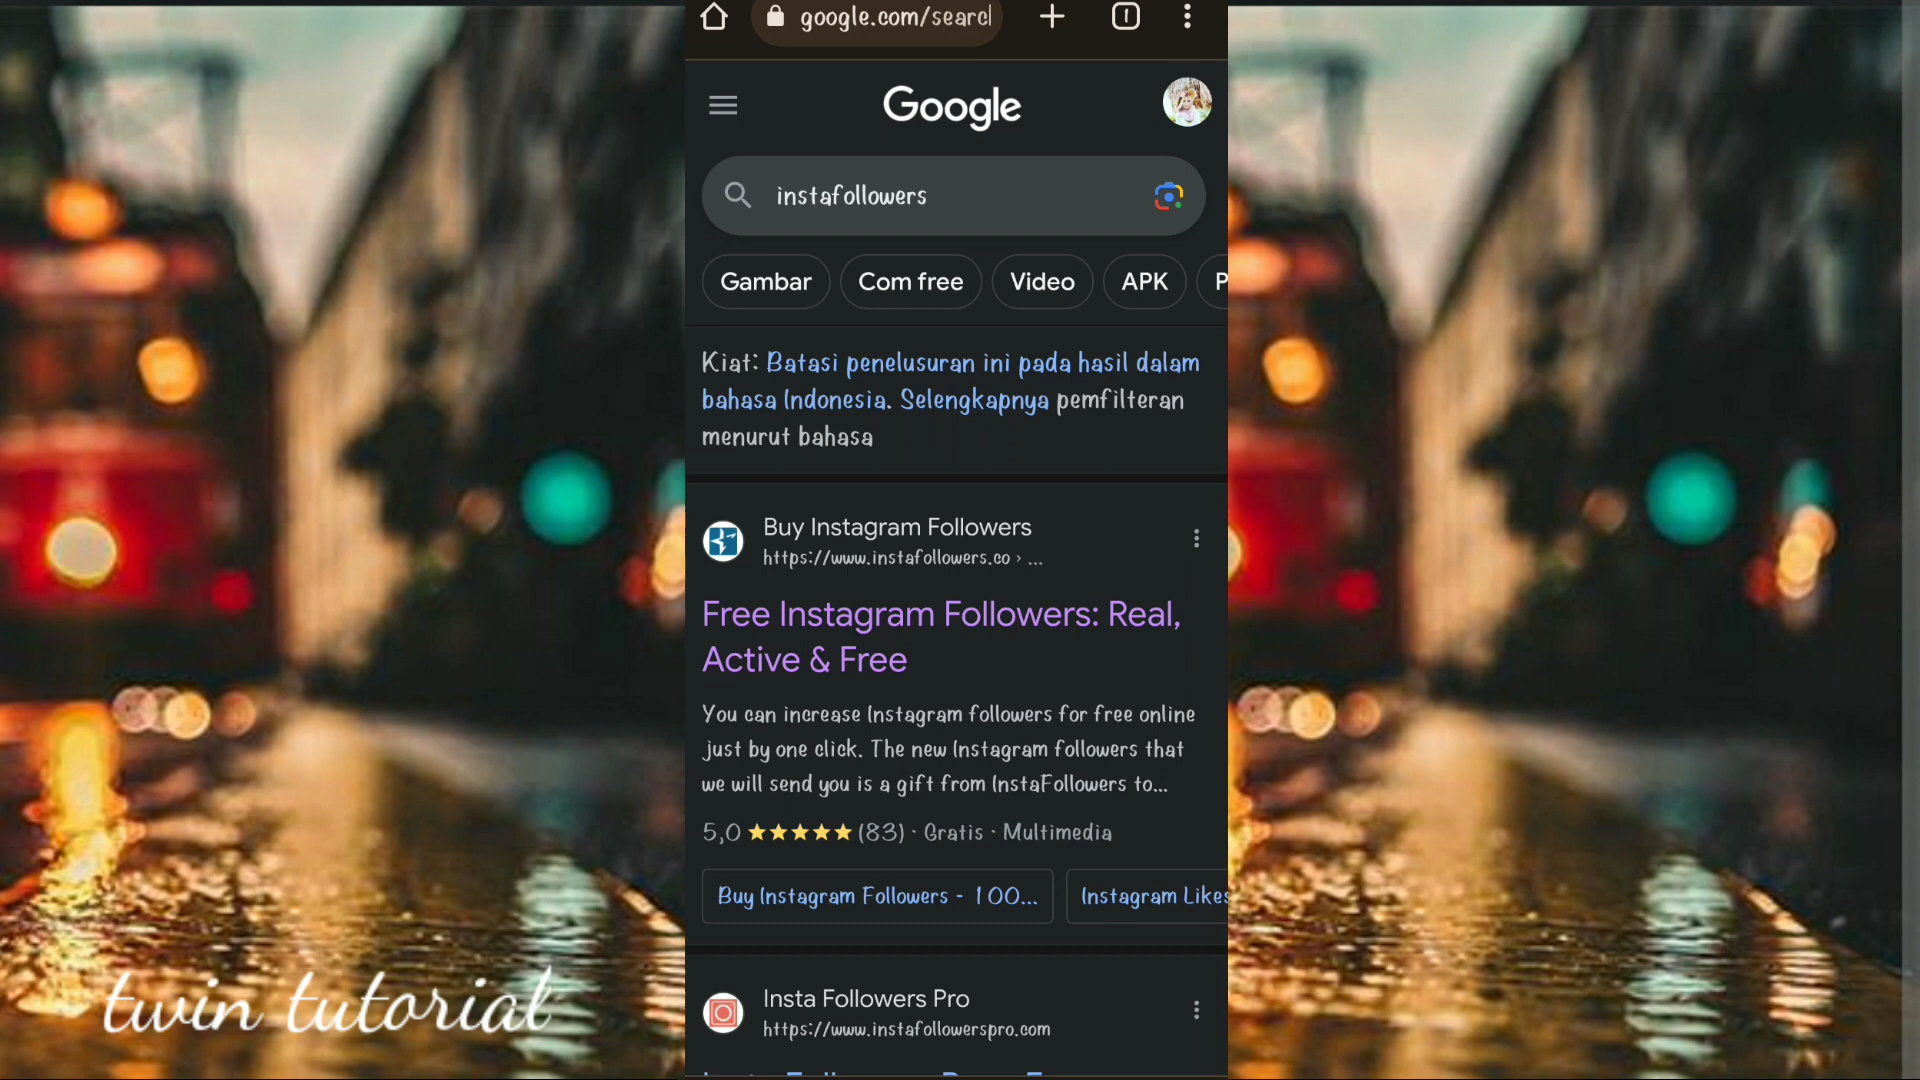 google.com/search
Google
instafollowers
Gambar
Com free
Video
APK
P
Kiat: Batasi penelusuran ini pada hasil dalam
bahasa Indonesia. Selengkapnya pemfilteran
menurut bahasa
Buy Instagram Followers
https://www.instafollowers.co › ...
Free Instagram Followers: Real,
Active & Free
You can increase Instagram followers for free online
just by one click. The new Instagram followers that
we will send you is a gift from InstaFollowers to...
5,0 ★★★★★ (83) · Gratis · Multimedia
Buy Instagram Followers - 100...
Instagram Likes
Insta Followers Pro
https://www.instafollowerspro.com
twin tutorial